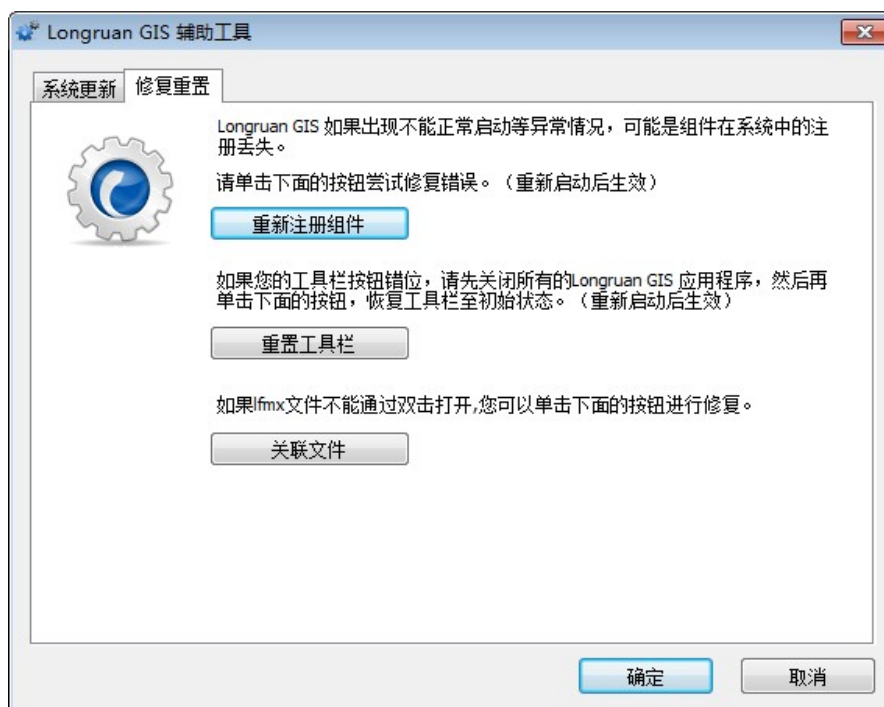 Longruan GIS 辅助工具
系统更新
修复重置
Longruan GIS 如果出现不能正常启动等异常情况，可能是组件在系统中的注
册丢失。
请单击下面的按钮尝试修复错误。（重新启动后生效）
重新注册组件
如果您的工具栏按钮错位，请先关闭所有的Longruan GIS 应用程序，然后再
单击下面的按钮，恢复工具栏至初始状态。（重新启动后生效）
重置工具栏
如果lfmx文件不能通过双击打开,您可以单击下面的按钮进行修复。
关联文件
确定
取消